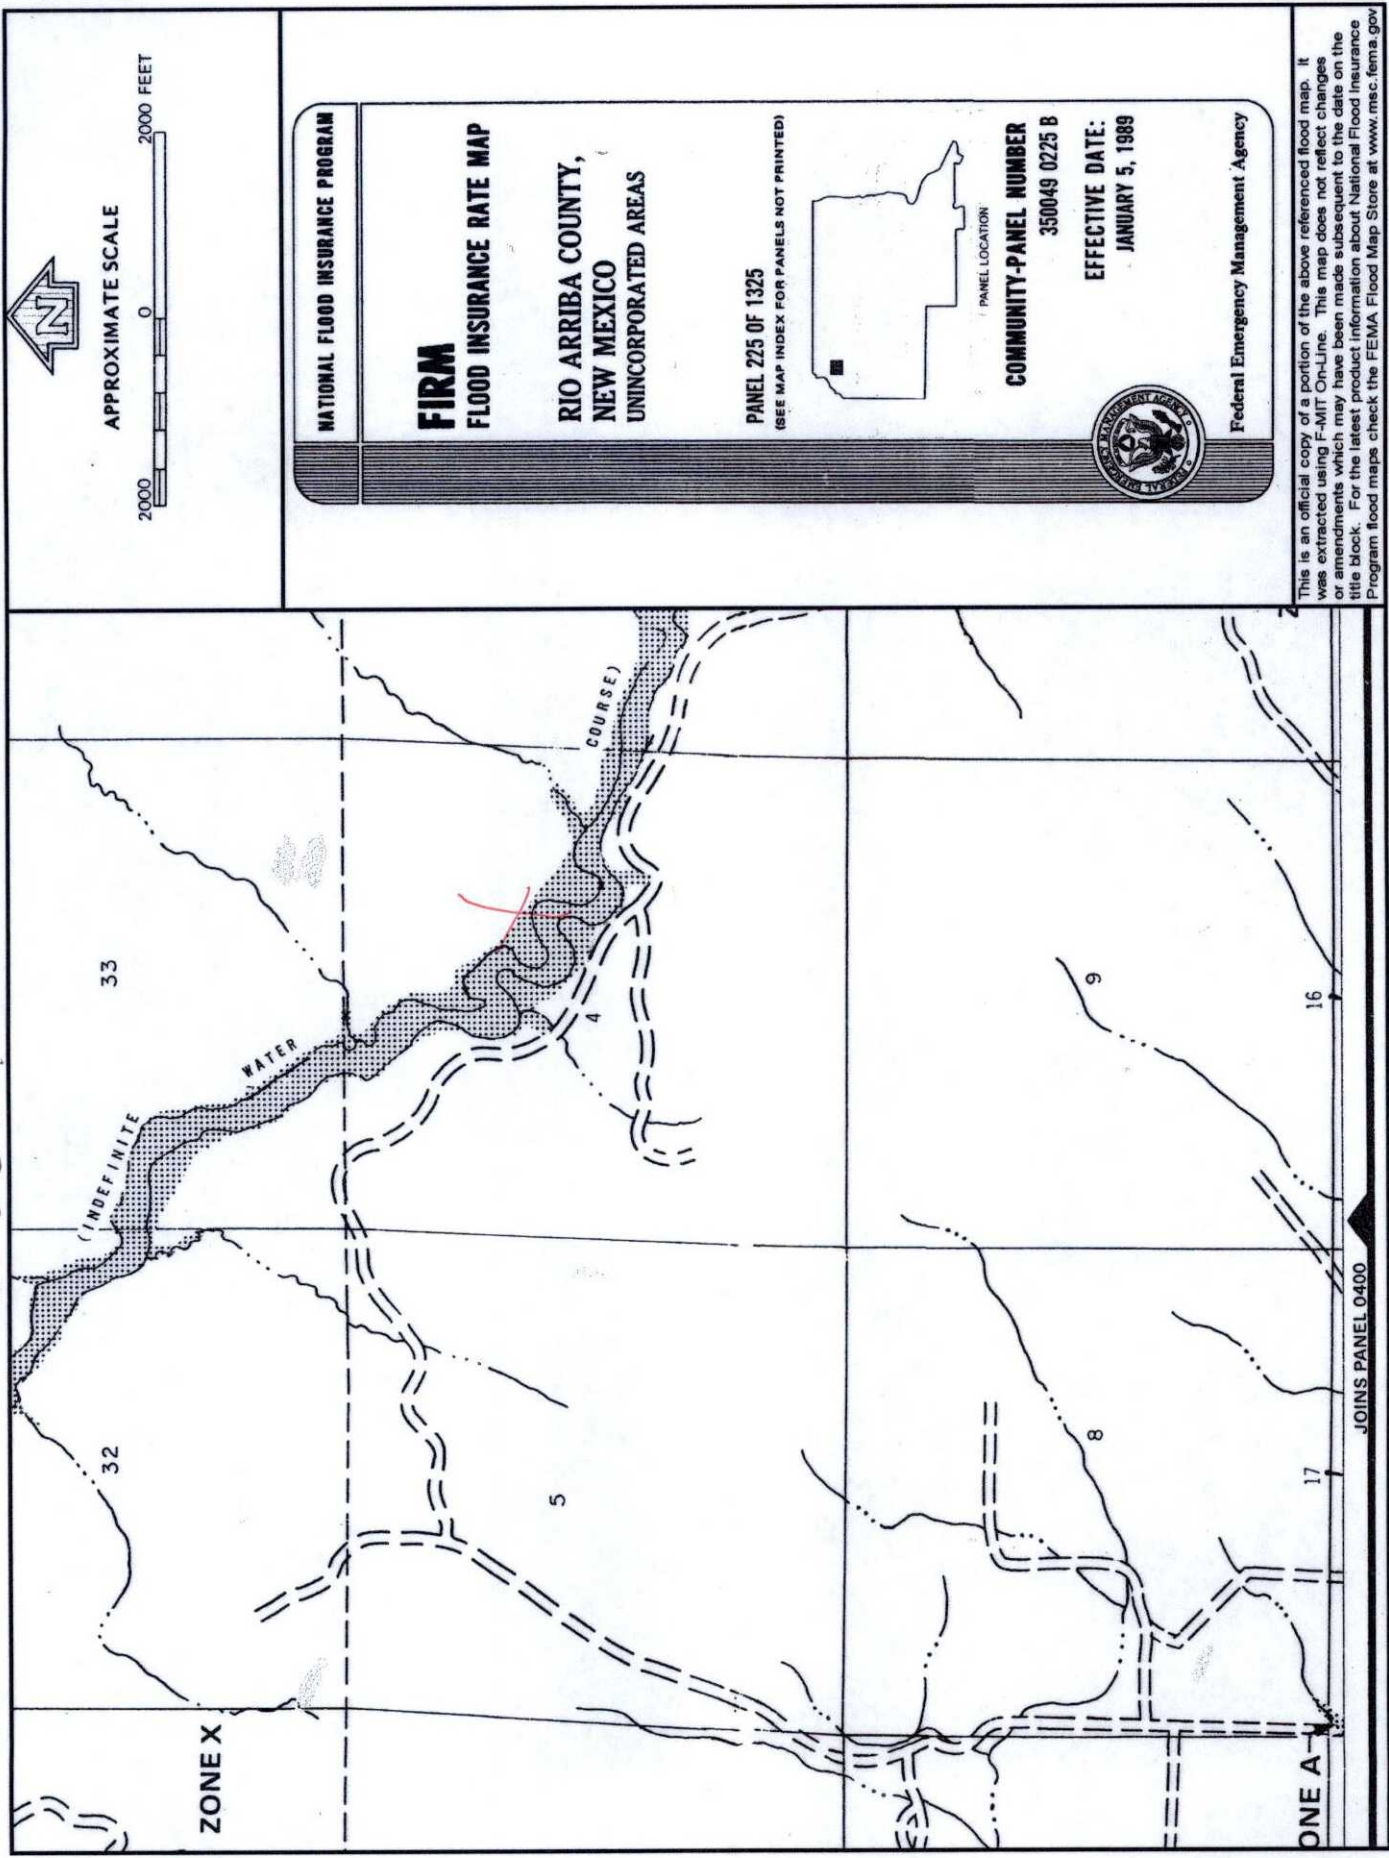 N
APPROXIMATE SCALE
2000 0 2000 FEET
NATIONAL FLOOD INSURANCE PROGRAM
FIRM
FLOOD INSURANCE RATE MAP
RIO ARRIBA COUNTY,
NEW MEXICO
UNINCORPORATED AREAS
PANEL 225 OF 1325
(SEE MAP INDEX FOR PANELS NOT PRINTED)
PANEL LOCATION
COMMUNITY-PANEL NUMBER
350049 0225 B
EFFECTIVE DATE:
JANUARY 5, 1989
FEDERAL EMERGENCY MANAGEMENT AGENCY
Federal Emergency Management Agency
This is an official copy of a portion of the above referenced flood map. It
was extracted using F-MIT On-Line. This map does not reflect changes
or amendments which may have been made subsequent to the date on the
title block. For the latest product information about National Flood Insurance
Program flood maps check the FEMA Flood Map Store at www.msc.fema.gov
32
33
(INDEFINITE
WATER
COURSE)
ZONE X
5
4
8
9
17
16
ONE A
JOINS PANEL 0400